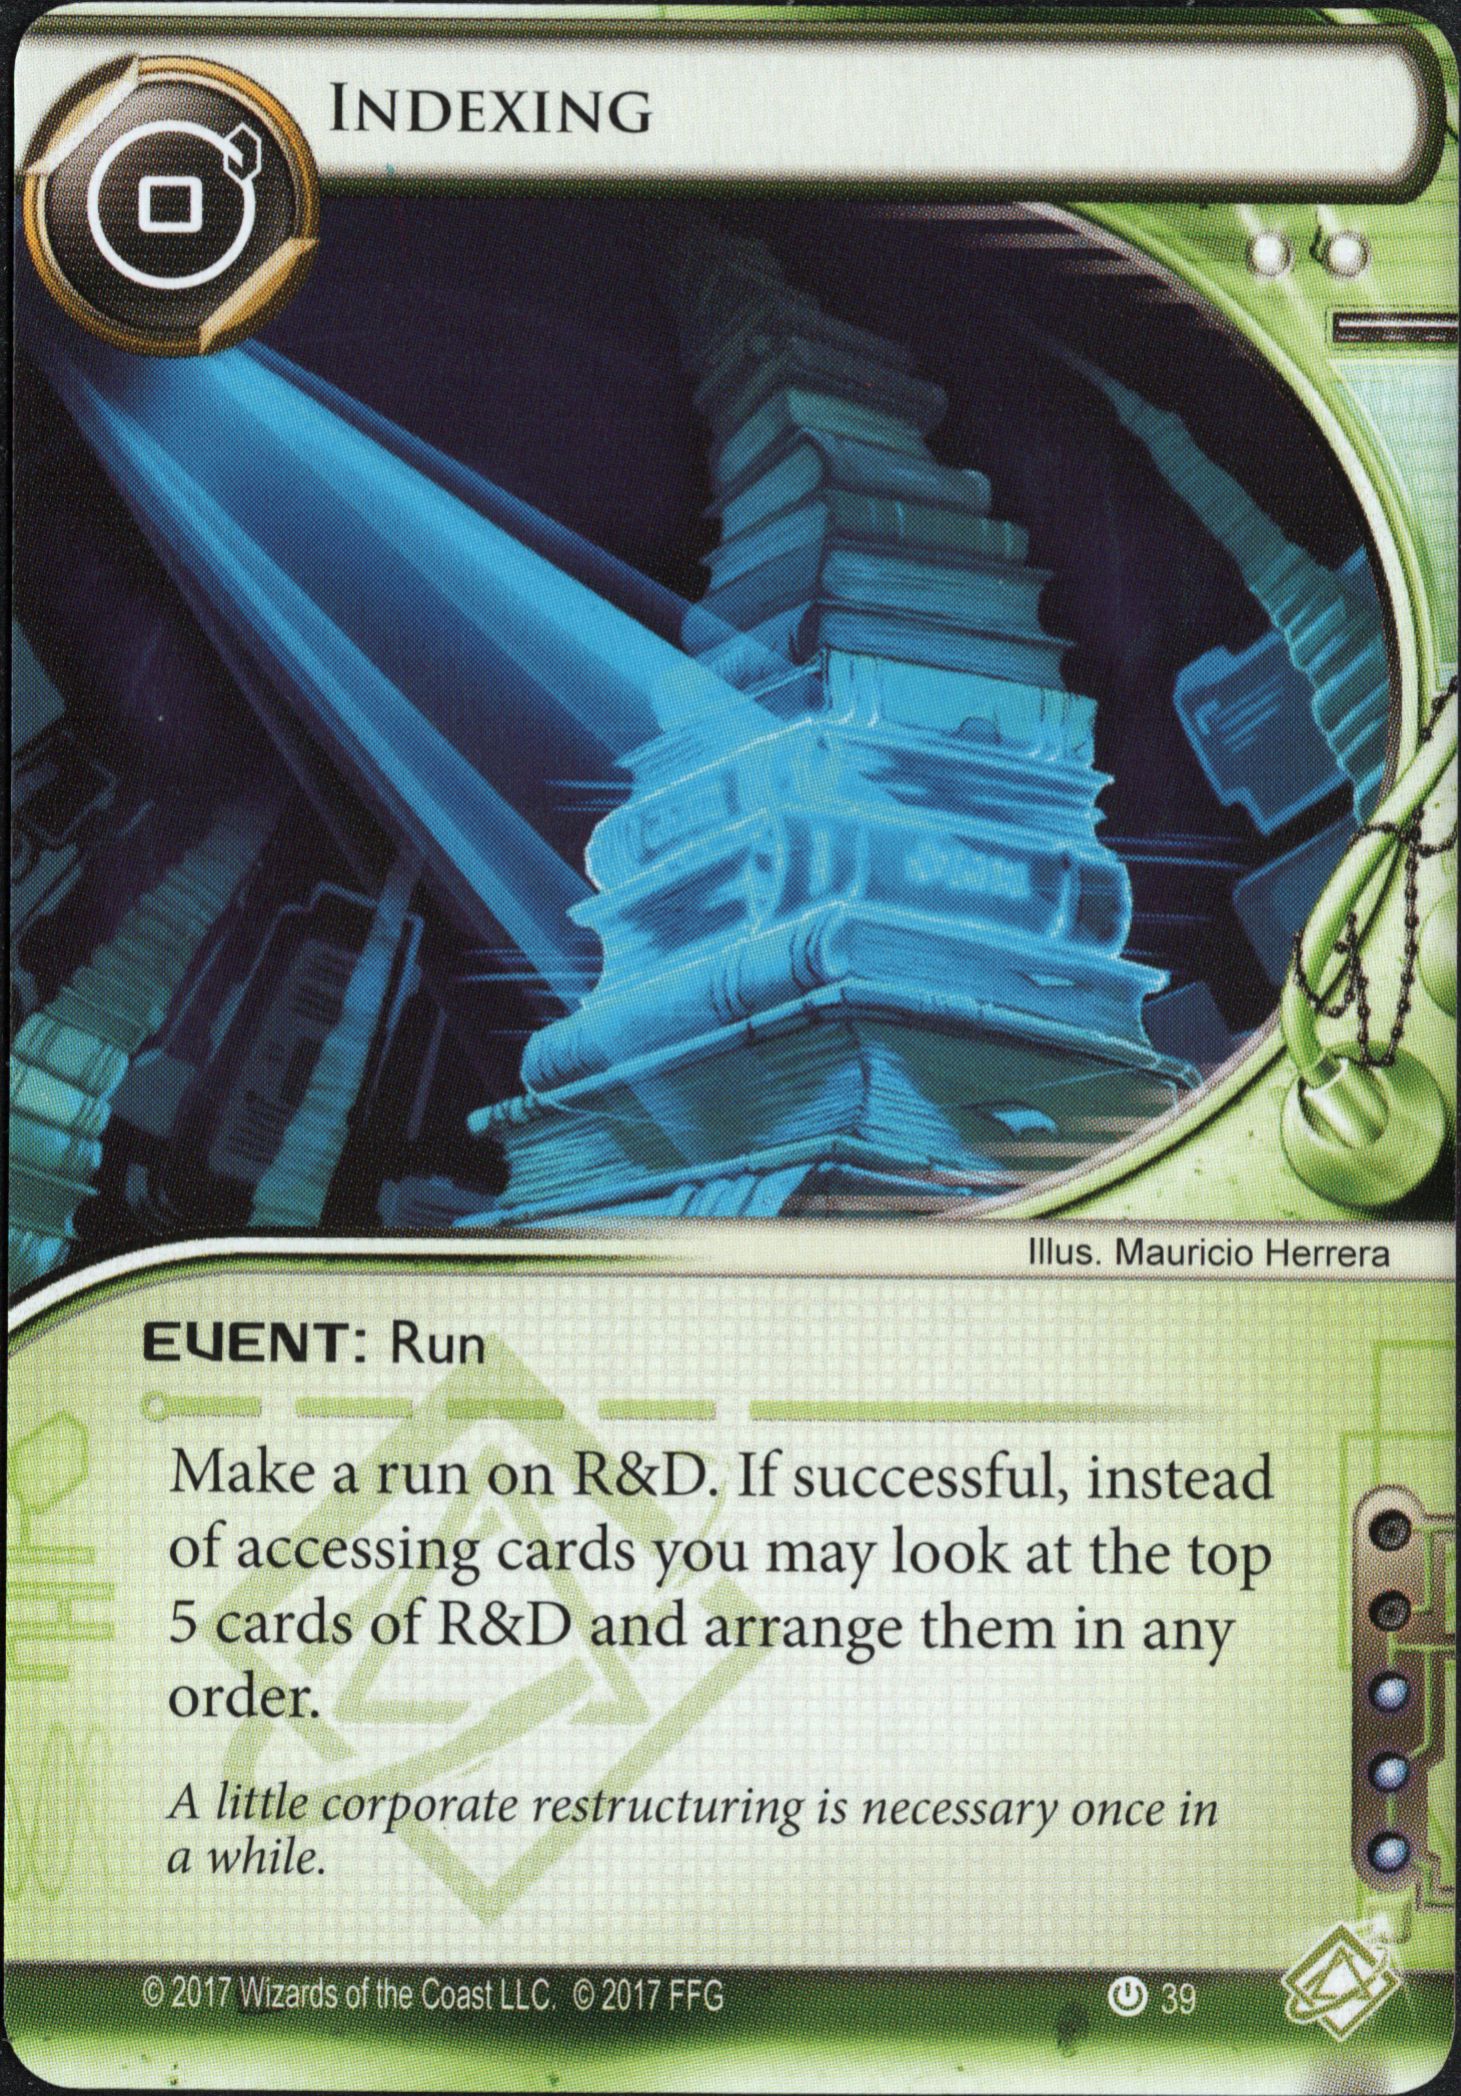 INDEXING
Illus. Mauricio Herrera
EVENT: Run
Make a run on R&D. If successful, instead
of accessing cards you may look at the top
5 cards of R&D and arrange them in any
order.
A little corporate restructuring is necessary once in
a while.
© 2017 Wizards of the Coast LLC. © 2017 FFG
39